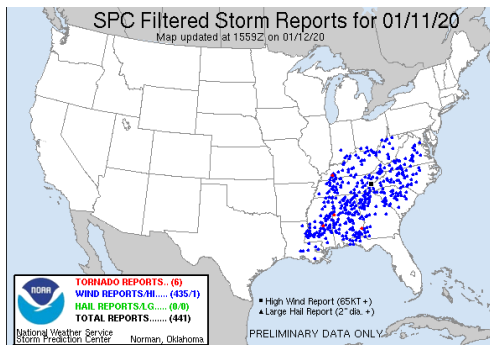 SPC Filtered Storm Reports for 01/11/20
Map updated at 1559Z on 01/12/20
NOAA
TORNADO REPORTS.. (6)
WIND REPORTS/HI..... (435/1)
HAIL REPORTS/LG..... (0/0)
TOTAL REPORTS....... (441)
National Weather Service
Storm Prediction Center Norman, Oklahoma
High Wind Report (65KT +)
Large Hail Report (2" dia. +)
PRELIMINARY DATA ONLY